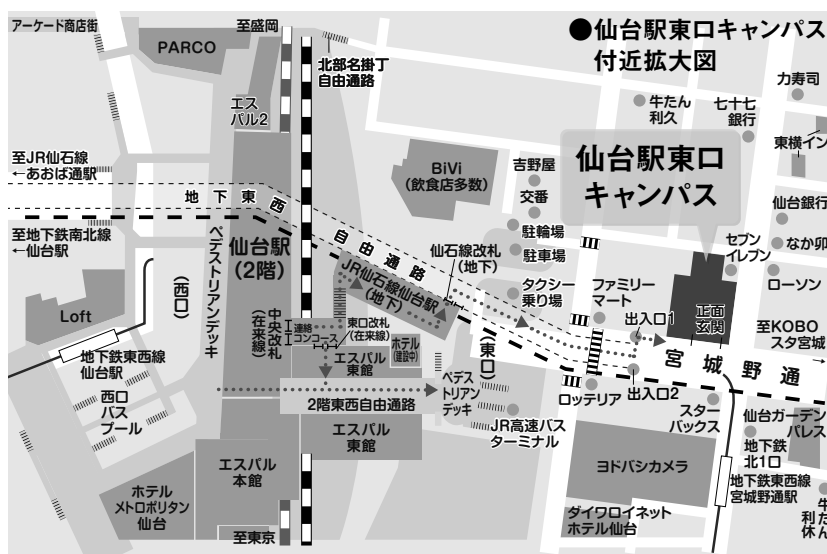 ●仙台駅東口キャンパス
付近拡大図
アーケード商店街
至盛岡
PARCO
北部名掛丁
自由通路
エス
パル2
牛たん
利久
七十七
銀行
力寿司
東横イン
仙台駅東口
キャンパス
至JR仙石線
←あおば通駅
地下東西自由通路
BiVi
(飲食店多数)
吉野屋
交番
駐輪場
駐車場
タクシー
乗り場
仙台銀行
なか卯
セブン
イレブン
ローソン
至地下鉄南北線
←仙台駅
(西口)
ペデストリアンデッキ
仙台駅
(2階)
仙石線改札
(地下)
JR仙石線仙台駅
(地下)
ファミリー
マート
出入口1
正面
玄関
至KOBO
スタ宮城
→
宮城野通
Loft
地下鉄東西線
仙台駅
中央改札
(在来線)
連絡
コンコース
東口改札
(在来線)
ホテル
(建設中)
エスパル
東館
(東口)
ペデス
トリアン
デッキ
2階東西自由通路
西口
バス
プール
ロッテリア
出入口2
スター
バックス
仙台ガーデン
パレス
JR高速バス
ターミナル
エスパル
東館
エスパル
本館
ヨドバシカメラ
地下鉄
北1口
地下鉄東西線
宮城野通駅
ホテル
メトロポリタン
仙台
ダイワロイネット
ホテル仙台
牛たん
利休
至東京